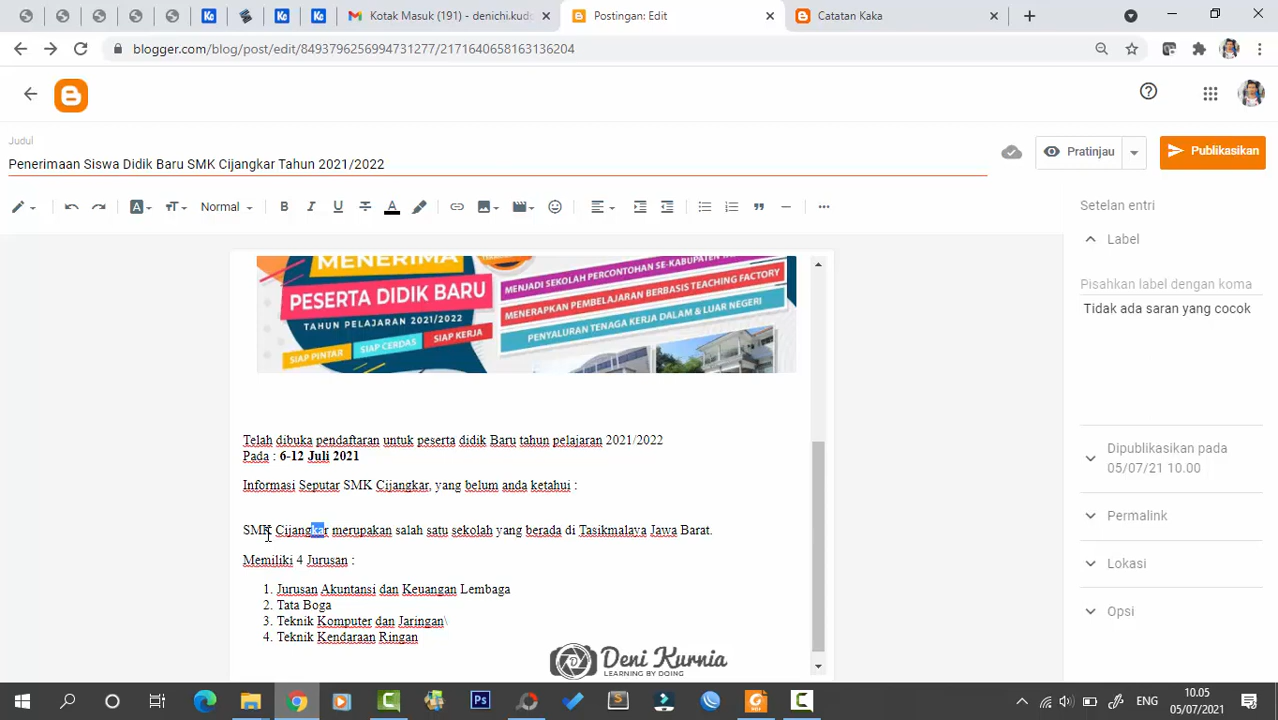 Kotak Masuk (191) - denichi.kudp
Postingan: Edit
Catatan Kaka
blogger.com/blog/post/edit/8493796256994731277/2171640658163136204
Judul
Penerimaan Siswa Didik Baru SMK Cijangkar Tahun 2021/2022
Pratinjau
Publikasikan
Normal
Setelan entri
Label
Pisahkan label dengan koma
Tidak ada saran yang cocok
Dipublikasikan pada
05/07/21 10.00
Permalink
Lokasi
Opsi
MENERIMA
PESERTA DIDIK BARU
TAHUN PELAJARAN 2021/2022
SIAP PINTAR
SIAP CERDAS
SIAP KERJA
MENERAPKAN PEMBELAJARAN BERBASIS TEACHING FACTORY
PENYALURAN TENAGA KERJA DALAM & LUAR NEGERI
Telah dibuka pendaftaran untuk peserta didik Baru tahun pelajaran 2021/2022
Pada : 6-12 Juli 2021
Informasi Seputar SMK Cijangkar, yang belum anda ketahui :
SMK Cijangkar merupakan salah satu sekolah yang berada di Tasikmalaya Jawa Barat.
Memiliki 4 Jurusan :
1. Jurusan Akuntansi dan Keuangan Lembaga
2. Tata Boga
3. Teknik Komputer dan Jaringan\
4. Teknik Kendaraan Ringan
Deni Kurnia
LEARNING BY DOING
ENG
10.05
05/07/2021